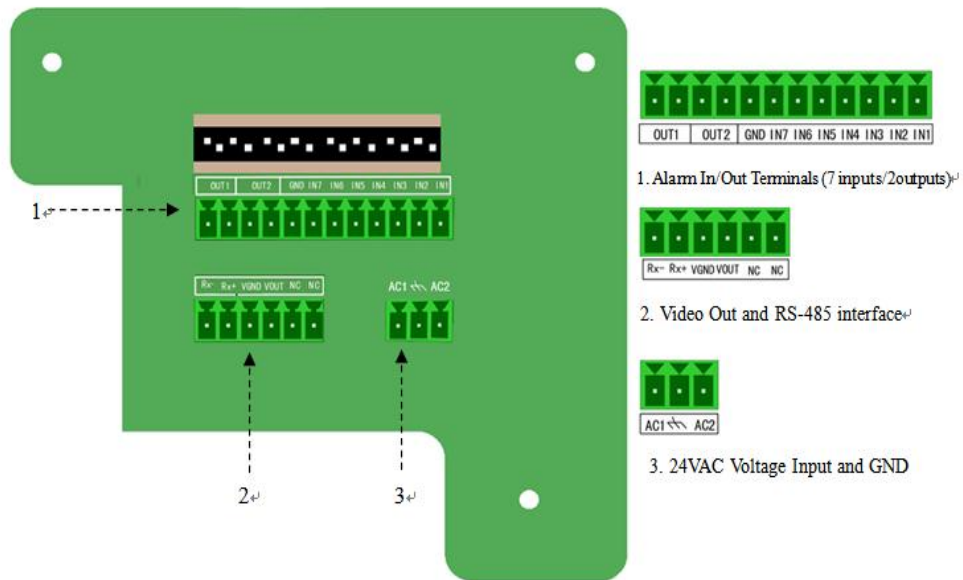 OUT1 OUT2 GND IN7 IN6 IN5 IN4 IN3 IN2 IN1
1
Rx- Rx+ VGND VOUT NC NC
AC1 AC2
2
3
OUT1 OUT2 GND IN7 IN6 IN5 IN4 IN3 IN2 IN1
1. Alarm In/Out Terminals (7 inputs/2outputs)
Rx- Rx+ VGND VOUT NC NC
2. Video Out and RS-485 interface
AC1 AC2
3. 24VAC Voltage Input and GND